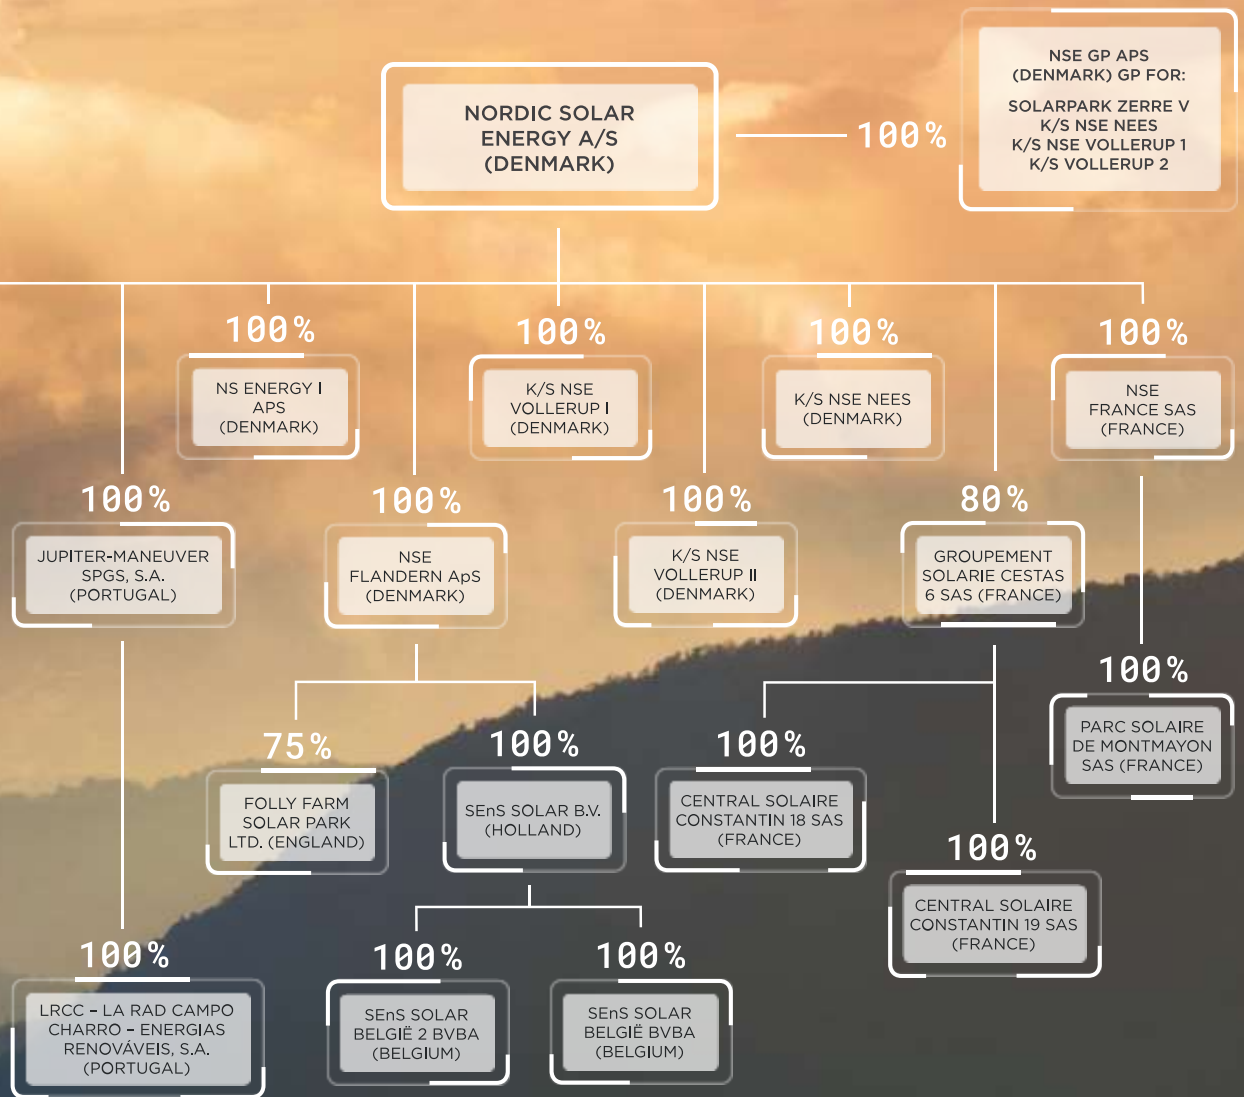 NORDIC SOLAR
ENERGY A/S
(DENMARK)
100%
NSE GP APS
(DENMARK) GP FOR:
SOLARPARK ZERRE V
K/S NSE NEES
K/S NSE VOLLERUP 1
K/S VOLLERUP 2
100%
NS ENERGY I
APS
(DENMARK)
100%
K/S NSE
VOLLERUP I
(DENMARK)
100%
K/S NSE NEES
(DENMARK)
100%
NSE
FRANCE SAS
(FRANCE)
100%
JUPITER-MANEUVER
SPGS, S.A.
(PORTUGAL)
100%
NSE
FLANDERN ApS
(DENMARK)
100%
K/S NSE
VOLLERUP II
(DENMARK)
80%
GROUPEMENT
SOLARIE CESTAS
6 SAS (FRANCE)
100%
PARC SOLAIRE
DE MONTMAYON
SAS (FRANCE)
75%
FOLLY FARM
SOLAR PARK
LTD. (ENGLAND)
100%
SEnS SOLAR B.V.
(HOLLAND)
100%
CENTRAL SOLAIRE
CONSTANTIN 18 SAS
(FRANCE)
100%
CENTRAL SOLAIRE
CONSTANTIN 19 SAS
(FRANCE)
100%
LRCC – LA RAD CAMPO
CHARRO – ENERGIAS
RENOVÁVEIS, S.A.
(PORTUGAL)
100%
SEnS SOLAR
BELGIË 2 BVBA
(BELGIUM)
100%
SEnS SOLAR
BELGIË BVBA
(BELGIUM)